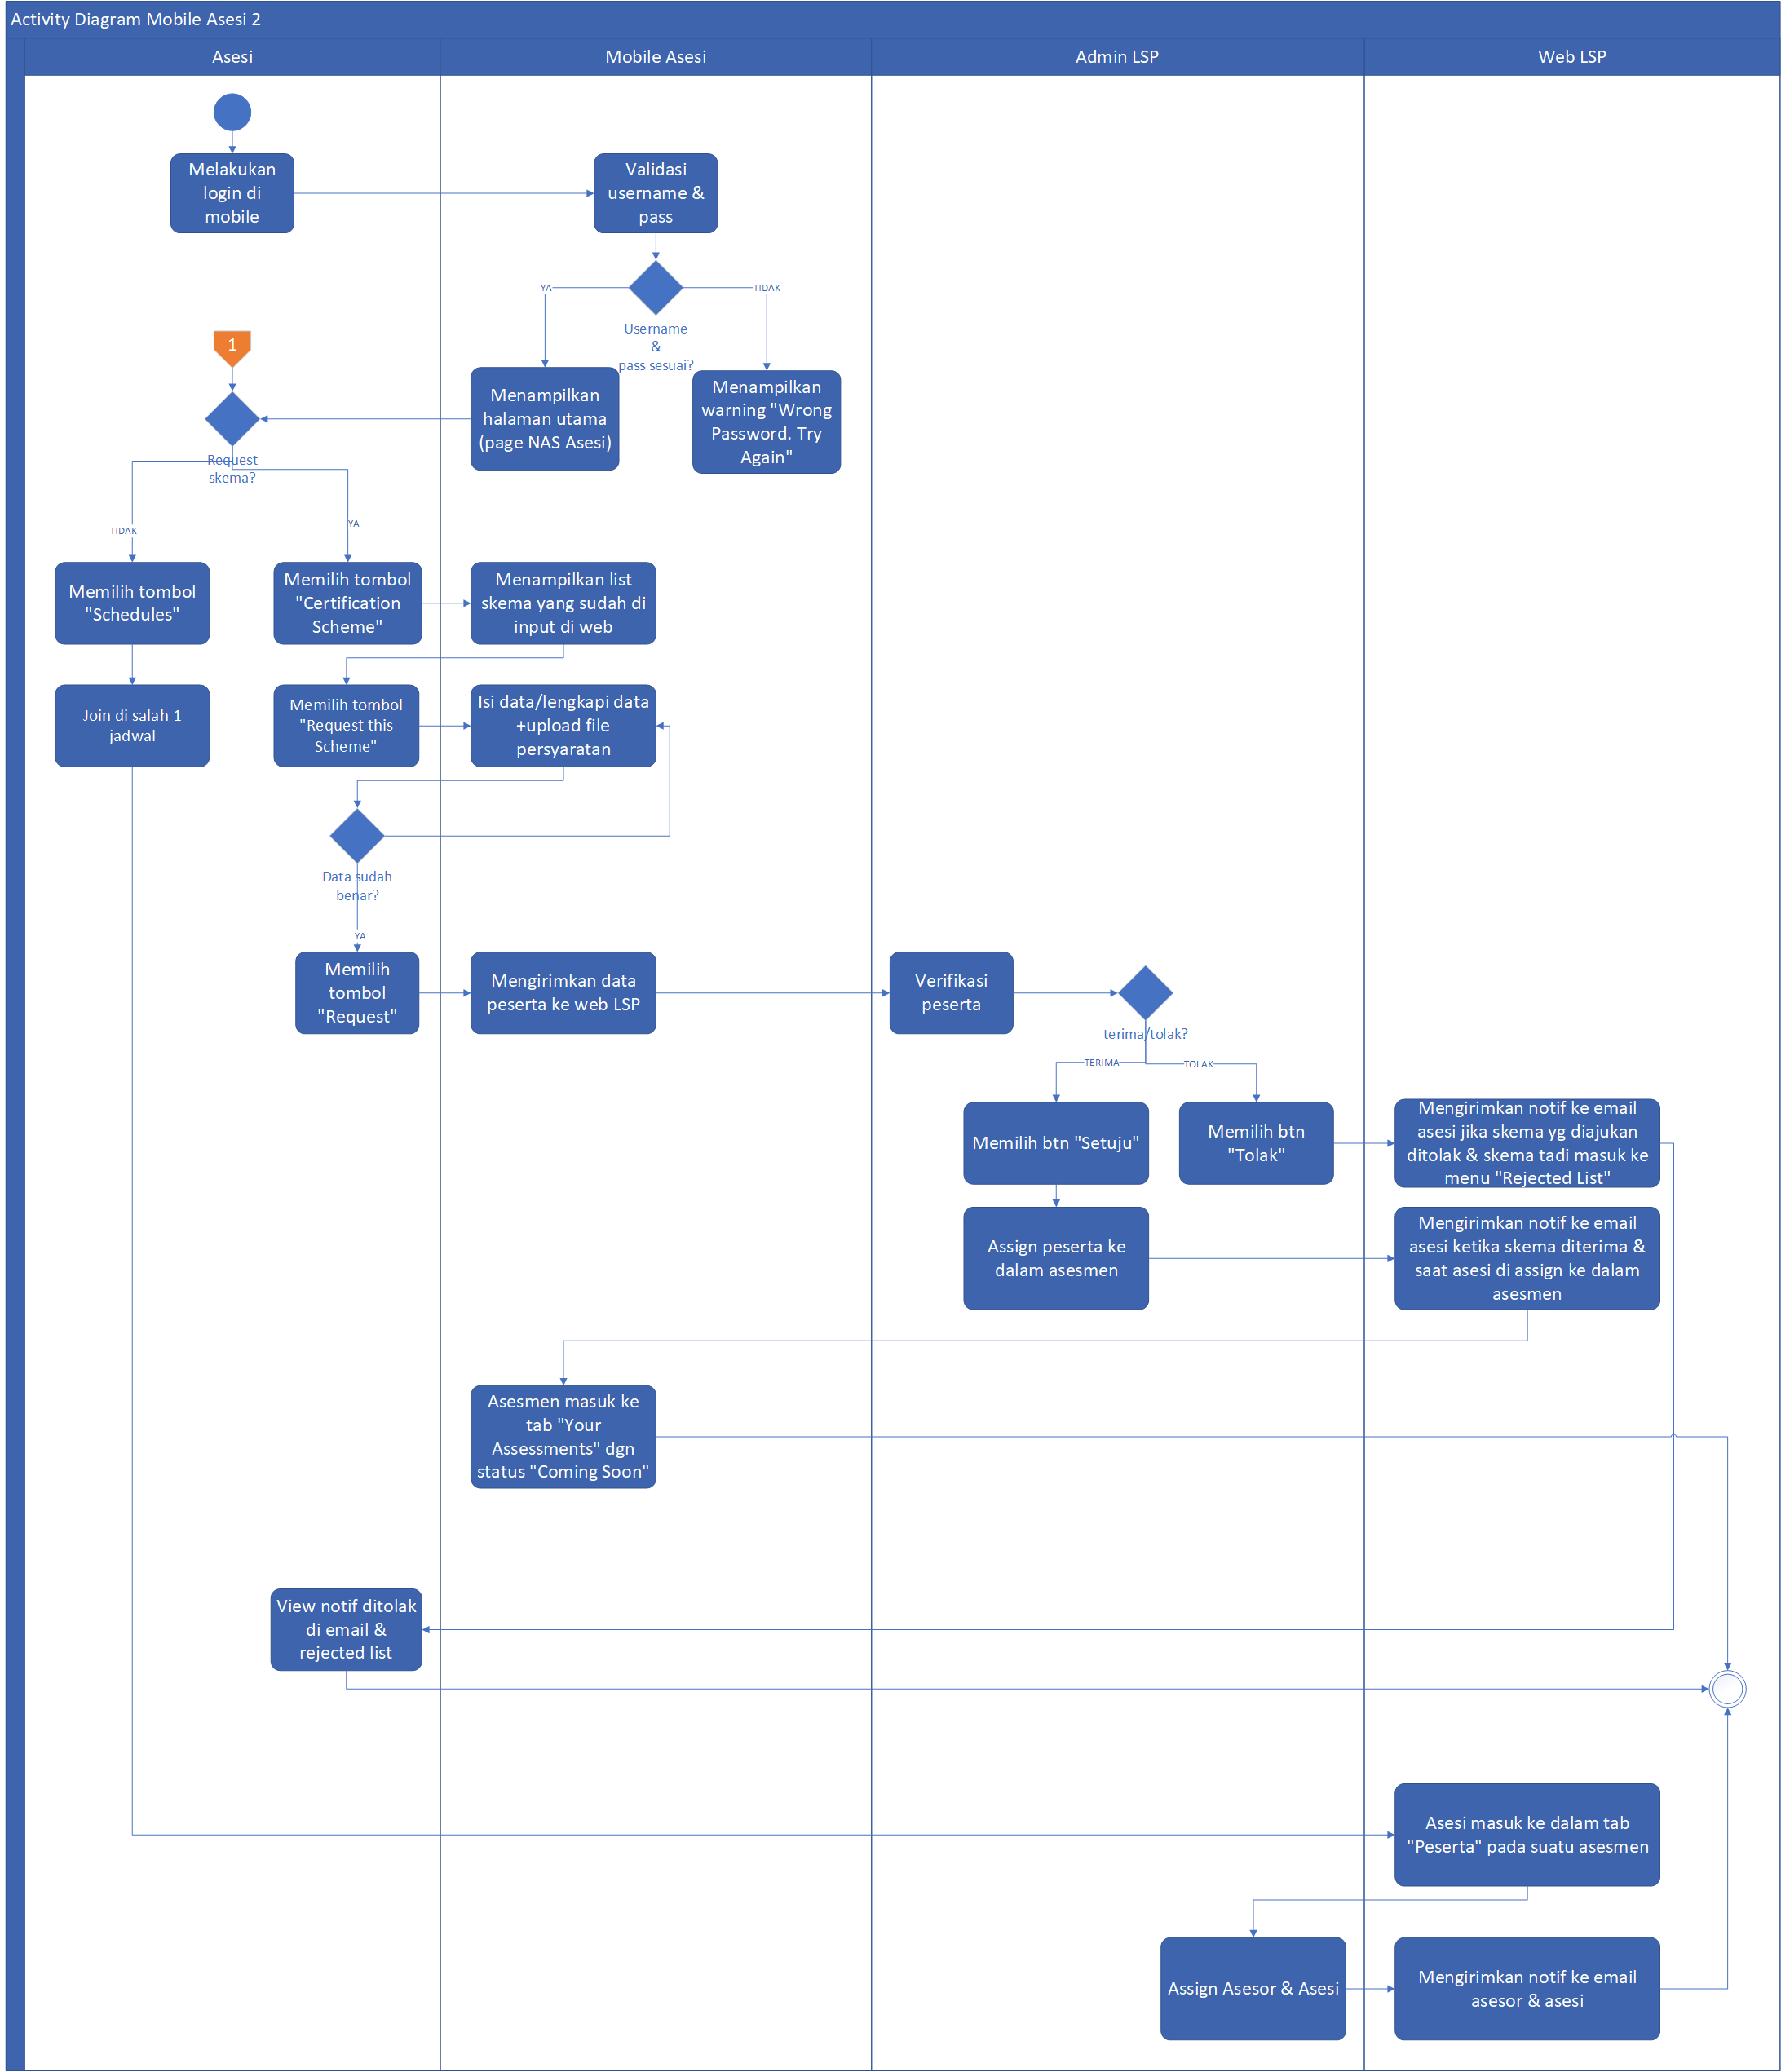 Activity Diagram Mobile Asesi 2
Asesi
Mobile Asesi
Admin LSP
Web LSP
Melakukan
login di
mobile
Validasi
username &
pass
YA
TIDAK
Username
&
pass sesuai?
1
Menampilkan
halaman utama
(page NAS Asesi)
Menampilkan
warning "Wrong
Password. Try
Again"
Request
skema?
TIDAK
YA
Memilih tombol
"Schedules"
Memilih tombol
"Certification
Scheme"
Menampilkan list
skema yang sudah di
input di web
Join di salah 1
jadwal
Memilih tombol
"Request this
Scheme"
Isi data/lengkapi data
+upload file
persyaratan
Data sudah
benar?
YA
Memilih
tombol
"Request"
Mengirimkan data
peserta ke web LSP
Verifikasi
peserta
terima/tolak?
TERIMA
TOLAK
Memilih btn "Setuju"
Memilih btn
"Tolak"
Mengirimkan notif ke email
asesi jika skema yg diajukan
ditolak & skema tadi masuk ke
menu "Rejected List"
Assign peserta ke
dalam asesmen
Mengirimkan notif ke email
asesi ketika skema diterima &
saat asesi di assign ke dalam
asesmen
Asesmen masuk ke
tab "Your
Assessments" dgn
status "Coming Soon"
View notif ditolak
di email &
rejected list
Asesi masuk ke dalam tab
"Peserta" pada suatu asesmen
Assign Asesor & Asesi
Mengirimkan notif ke email
asesor & asesi